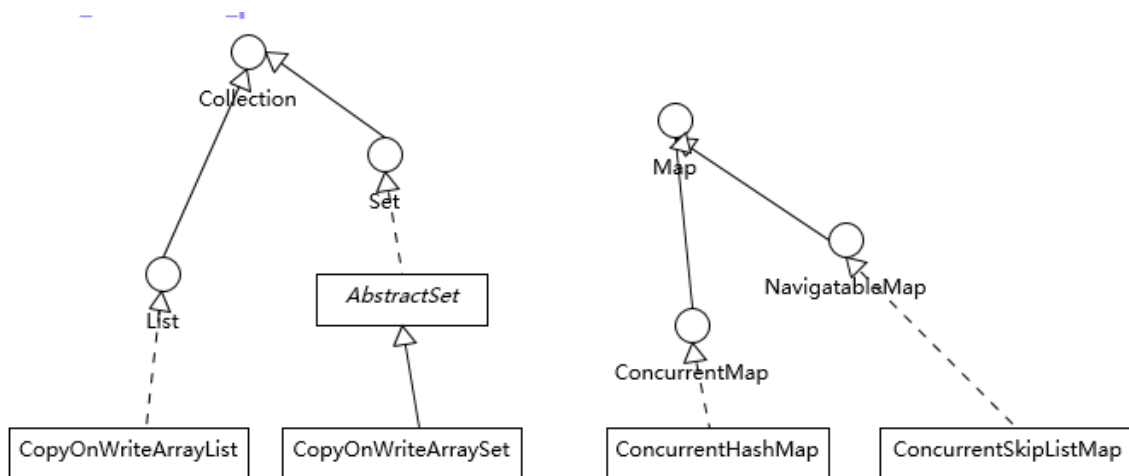 Collection
Map
Set
NavigatableMap
AbstractSet
List
ConcurrentMap
CopyOnWriteArrayList
CopyOnWriteArraySet
ConcurrentHashMap
ConcurrentSkipListMap